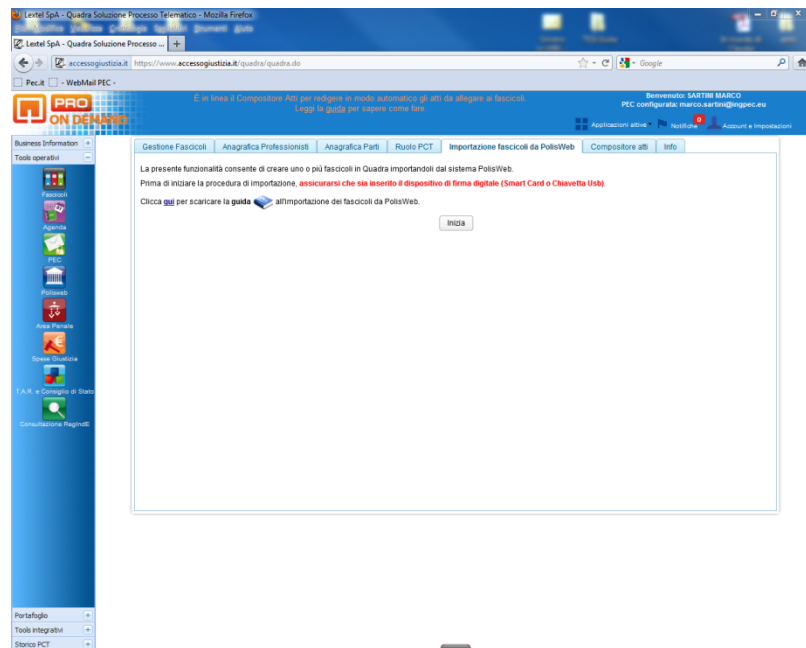 Lextel SpA - Quadra Soluzione Processo Telematico - Mozilla Firefox
Lextel SpA - Quadra Soluzione Processo ...
+
accessogiustizia.it
https://www.accessogiustizia.it/quadra/quadra.do
Google
Pec.it
- WebMail PEC -
PRO
ON DEMAND
È in linea il Compositore Atti per redigere in modo automatico gli atti da allegare ai fascicoli.
Leggi la guida per sapere come fare.
Benvenuto: SARTINI MARCO
PEC configurata: marco.sartini@ingpec.eu
Applicazioni attive
Notifiche
0
Account e Impostazioni
Business Information
Tools operativi
Fascicoli
Agenda
PEC
Polisweb
Area Penale
Spese Giustizia
T.A.R. e Consiglio di Stato
Consultazione RegIndE
Portafoglio
Tools integrativi
Storico PCT
Gestione Fascicoli
Anagrafica Professionisti
Anagrafica Parti
Ruolo PCT
Importazione fascicoli da PolisWeb
Compositore atti
Info
La presente funzionalità consente di creare uno o più fascicoli in Quadra importandoli dal sistema PolisWeb.
Prima di iniziare la procedura di importazione, assicurarsi che sia inserito il dispositivo di firma digitale (Smart Card o Chiavetta Usb).
Clicca qui per scaricare la guida all'importazione dei fascicoli da PolisWeb.
Inizia